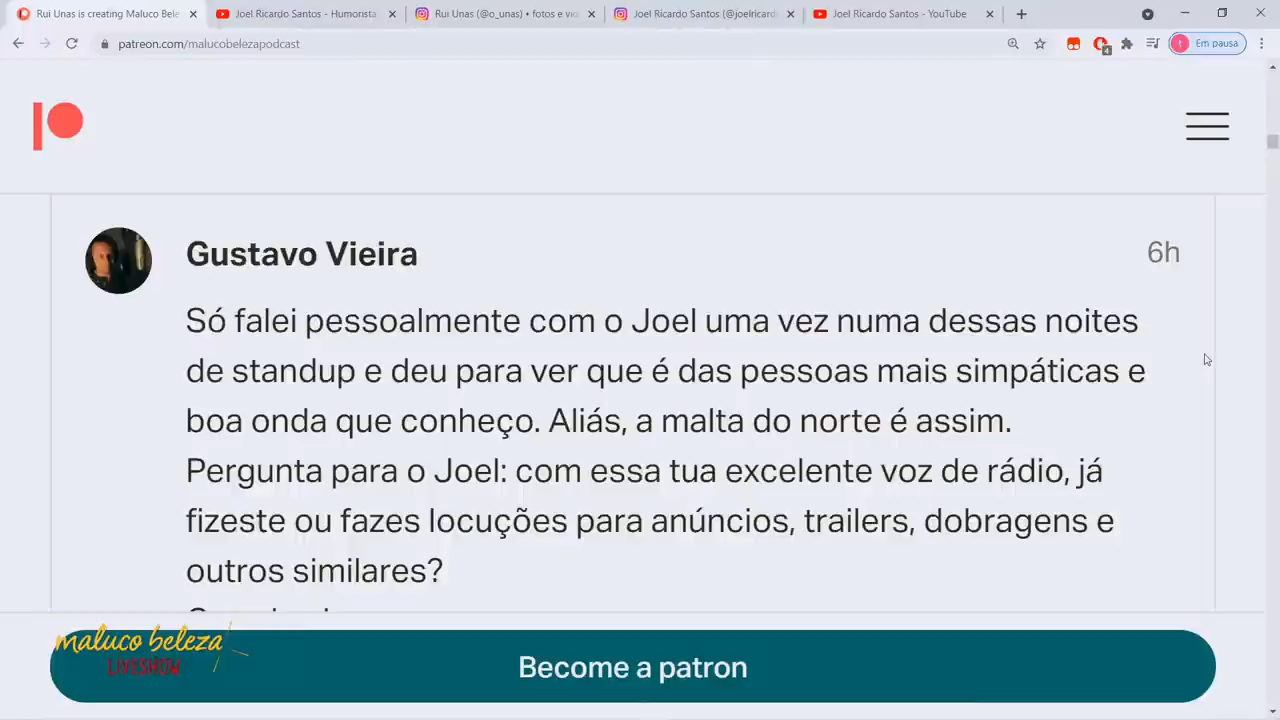 Rui Unas is creating Maluco Bele
Joel Ricardo Santos - Humorista
Rui Unas (@o_unas) • fotos e víd
Joel Ricardo Santos (@joelricard
Joel Ricardo Santos - YouTube
patreon.com/malucobelezapodcast
4
t
Em pausa
Gustavo Vieira
6h
Só falei pessoalmente com o Joel uma vez numa dessas noites
de standup e deu para ver que é das pessoas mais simpáticas e
boa onda que conheço. Aliás, a malta do norte é assim.
Pergunta para o Joel: com essa tua excelente voz de rádio, já
fizeste ou fazes locuções para anúncios, trailers, dobragens e
outros similares?
maluco beleza
LIVESHOW
Become a patron